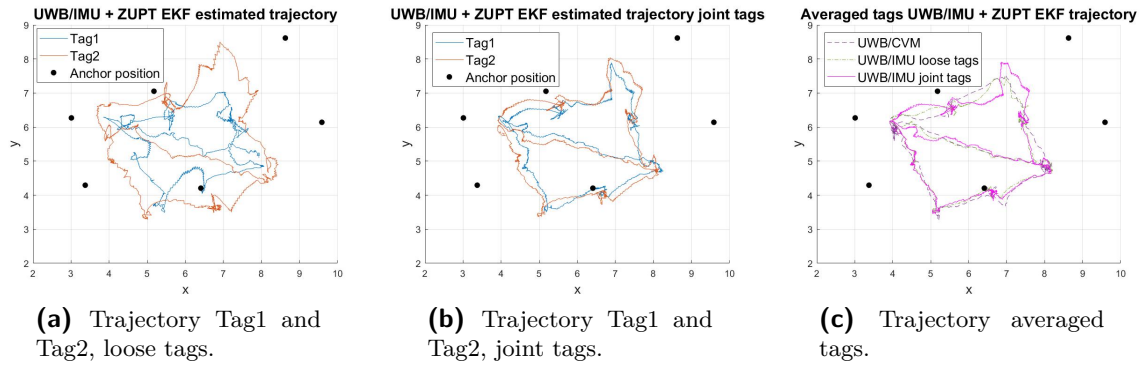 UWB/IMU + ZUPT EKF estimated trajectory
Tag1
Tag2
Anchor position
9
8
7
6
5
4
3
2
y
2 3 4 5 6 7 8 9 10
x
(a) Trajectory Tag1 and
Tag2, loose tags.
UWB/IMU + ZUPT EKF estimated trajectory joint tags
Tag1
Tag2
Anchor position
9
8
7
6
5
4
3
2
y
2 3 4 5 6 7 8 9 10
x
(b) Trajectory Tag1 and
Tag2, joint tags.
Averaged tags UWB/IMU + ZUPT EKF trajectory
UWB/CVM
UWB/IMU loose tags
UWB/IMU joint tags
Anchor position
9
8
7
6
5
4
3
2
y
2 3 4 5 6 7 8 9 10
x
(c) Trajectory averaged
tags.